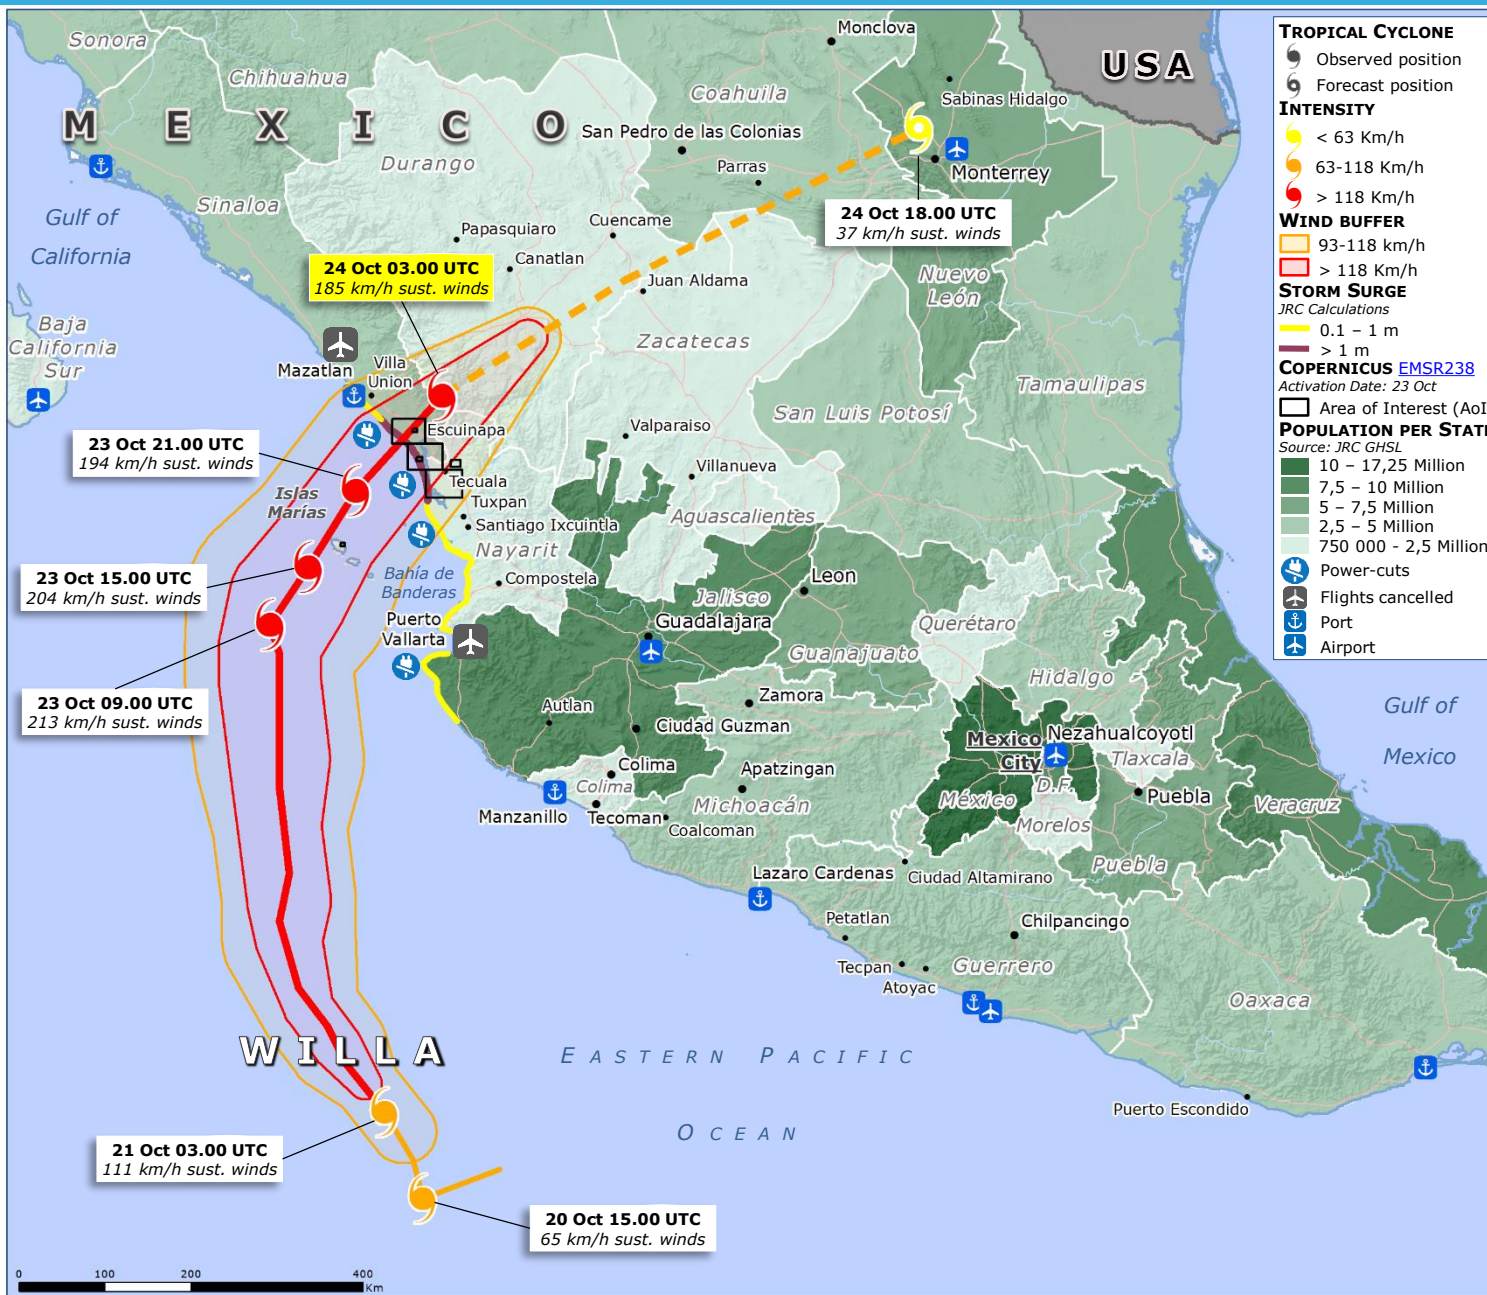 Sonora
Chihuahua
Monclova
USA
M E X I C O
Coahuila
Sabinas Hidalgo
San Pedro de las Colonias
Durango
Parras
Monterrey
Gulf of
California
Sinaloa
24 Oct 18.00 UTC
37 km/h sust. winds
Papasquiaro
Cuencame
Canatlan
24 Oct 03.00 UTC
185 km/h sust. winds
Juan Aldama
Nuevo
León
Baja
California
Sur
Zacatecas
Mazatlan
Villa
Union
Tamaulipas
San Luis Potosí
Escuinapa
Valparaiso
23 Oct 21.00 UTC
194 km/h sust. winds
Villanueva
Tecuala
Islas
Marías
Tuxpan
Santiago Ixcuintla
Aguascalientes
Nayarit
23 Oct 15.00 UTC
204 km/h sust. winds
Bahía de
Banderas
Compostela
Leon
Jalisco
Puerto
Vallarta
Guadalajara
Querétaro
Guanajuato
Hidalgo
23 Oct 09.00 UTC
213 km/h sust. winds
Autlan
Zamora
Ciudad Guzman
Mexico
City
Nezahualcoyotl
Tlaxcala
Gulf of
Mexico
Colima
Colima
Apatzingan
D.F.
México
Puebla
Manzanillo
Tecoman
Michoacán
Coalcoman
Morelos
Veracruz
Puebla
Lazaro Cardenas
Ciudad Altamirano
Petatlan
Chilpancingo
Tecpan
Atoyac
Guerrero
Oaxaca
WILLA
EASTERN PACIFIC
OCEAN
Puerto Escondido
21 Oct 03.00 UTC
111 km/h sust. winds
20 Oct 15.00 UTC
65 km/h sust. winds
0 100 200 400
Km
TROPICAL CYCLONE
Observed position
Forecast position
INTENSITY
< 63 Km/h
63-118 Km/h
> 118 Km/h
WIND BUFFER
93-118 km/h
> 118 Km/h
STORM SURGE
JRC Calculations
0.1 – 1 m
> 1 m
COPERNICUS EMSR238
Activation Date: 23 Oct
Area of Interest (AoI
POPULATION PER STAT
Source: JRC GHSL
10 – 17,25 Million
7,5 – 10 Million
5 – 7,5 Million
2,5 – 5 Million
750 000 - 2,5 Million
Power-cuts
Flights cancelled
Port
Airport